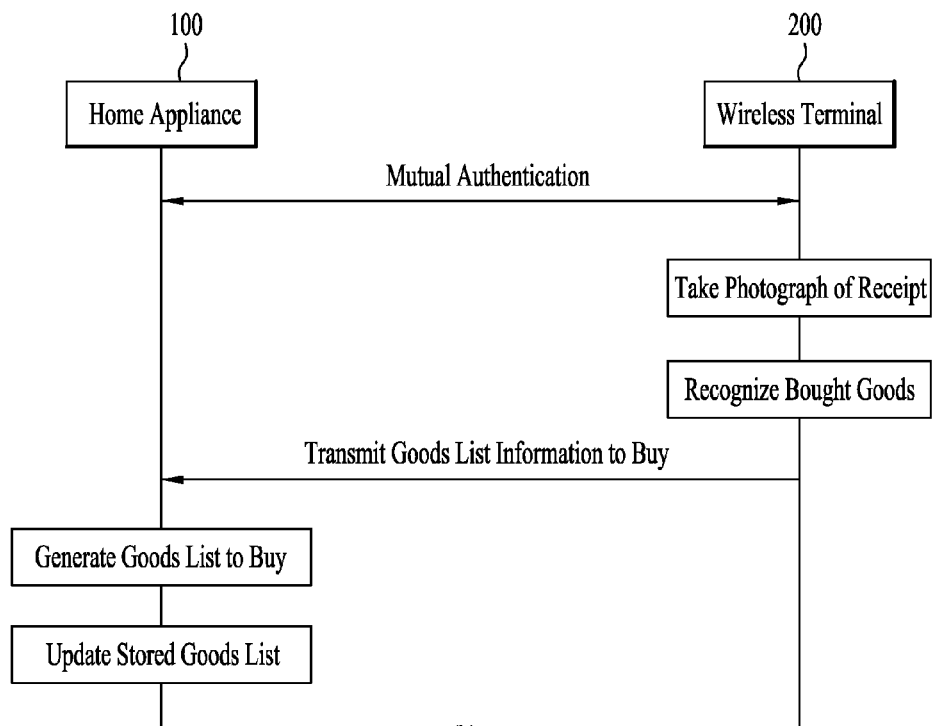 100
200
Home Appliance
Wireless Terminal
Mutual Authentication
Take Photograph of Receipt
Recognize Bought Goods
Transmit Goods List Information to Buy
Generate Goods List to Buy
Update Stored Goods List